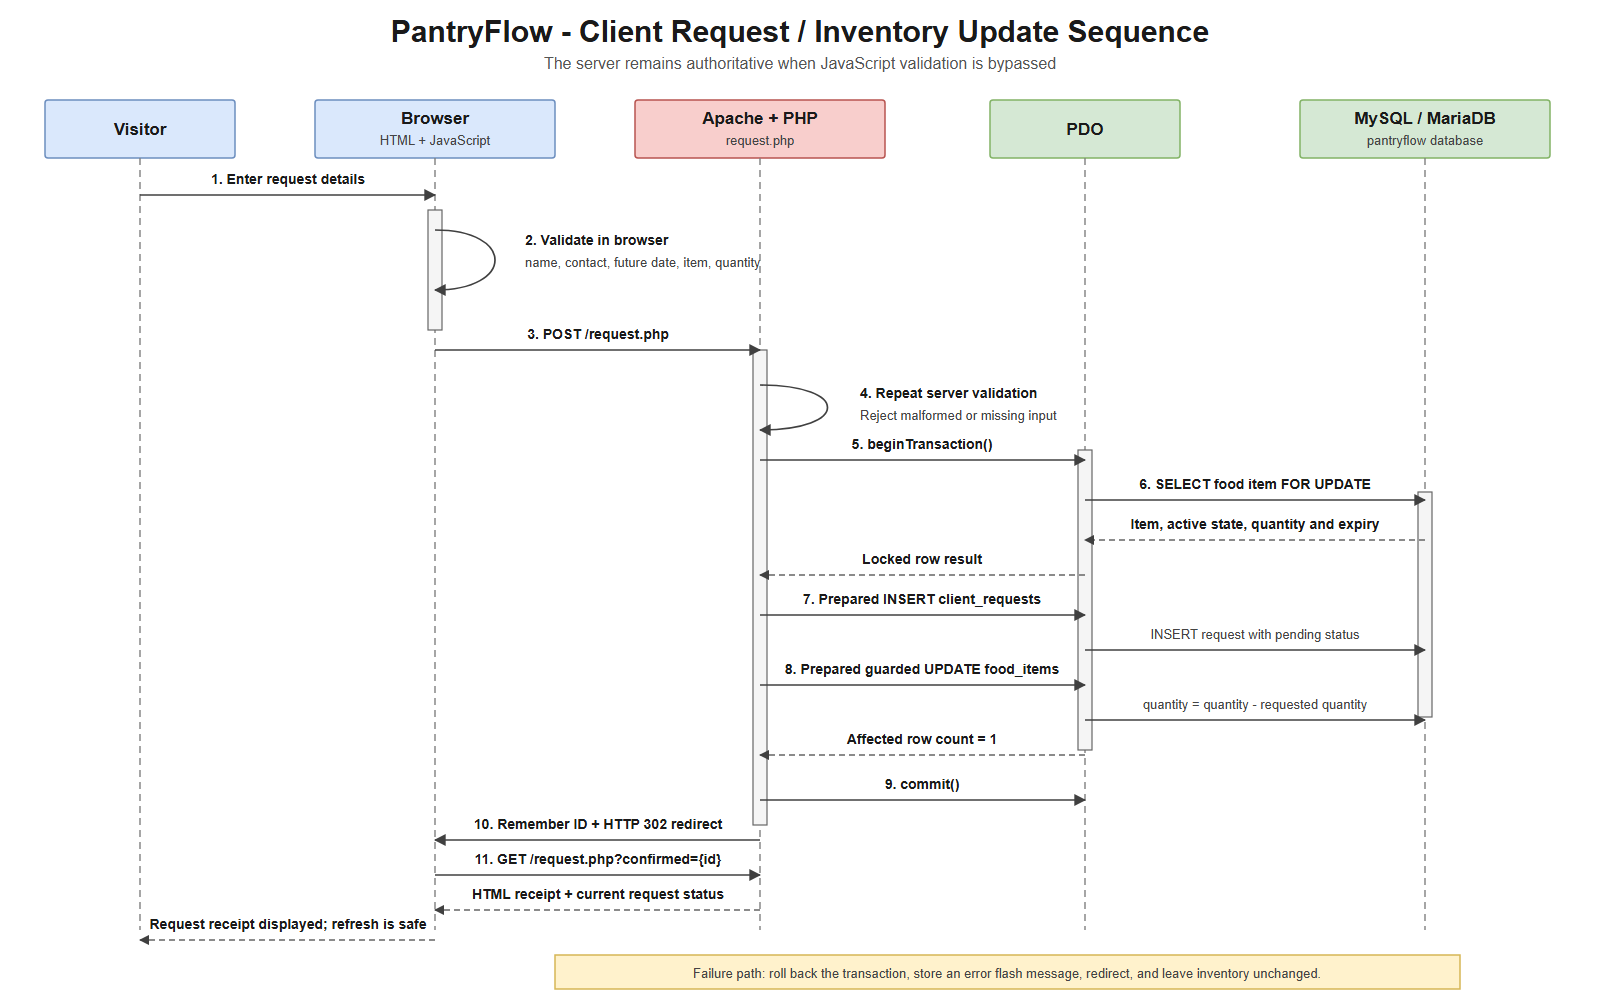 PantryFlow - Client Request / Inventory Update Sequence
The server remains authoritative when JavaScript validation is bypassed
Visitor
Browser
HTML + JavaScript
Apache + PHP
request.php
PDO
MySQL / MariaDB
pantryflow database
1. Enter request details
2. Validate in browser
name, contact, future date, item, quantity
3. POST /request.php
4. Repeat server validation
Reject malformed or missing input
5. beginTransaction()
6. SELECT food item FOR UPDATE
Item, active state, quantity and expiry
Locked row result
7. Prepared INSERT client_requests
INSERT request with pending status
8. Prepared guarded UPDATE food_items
quantity = quantity - requested quantity
Affected row count = 1
9. commit()
10. Remember ID + HTTP 302 redirect
11. GET /request.php?confirmed={id}
HTML receipt + current request status
Request receipt displayed; refresh is safe
Failure path: roll back the transaction, store an error flash message, redirect, and leave inventory unchanged.